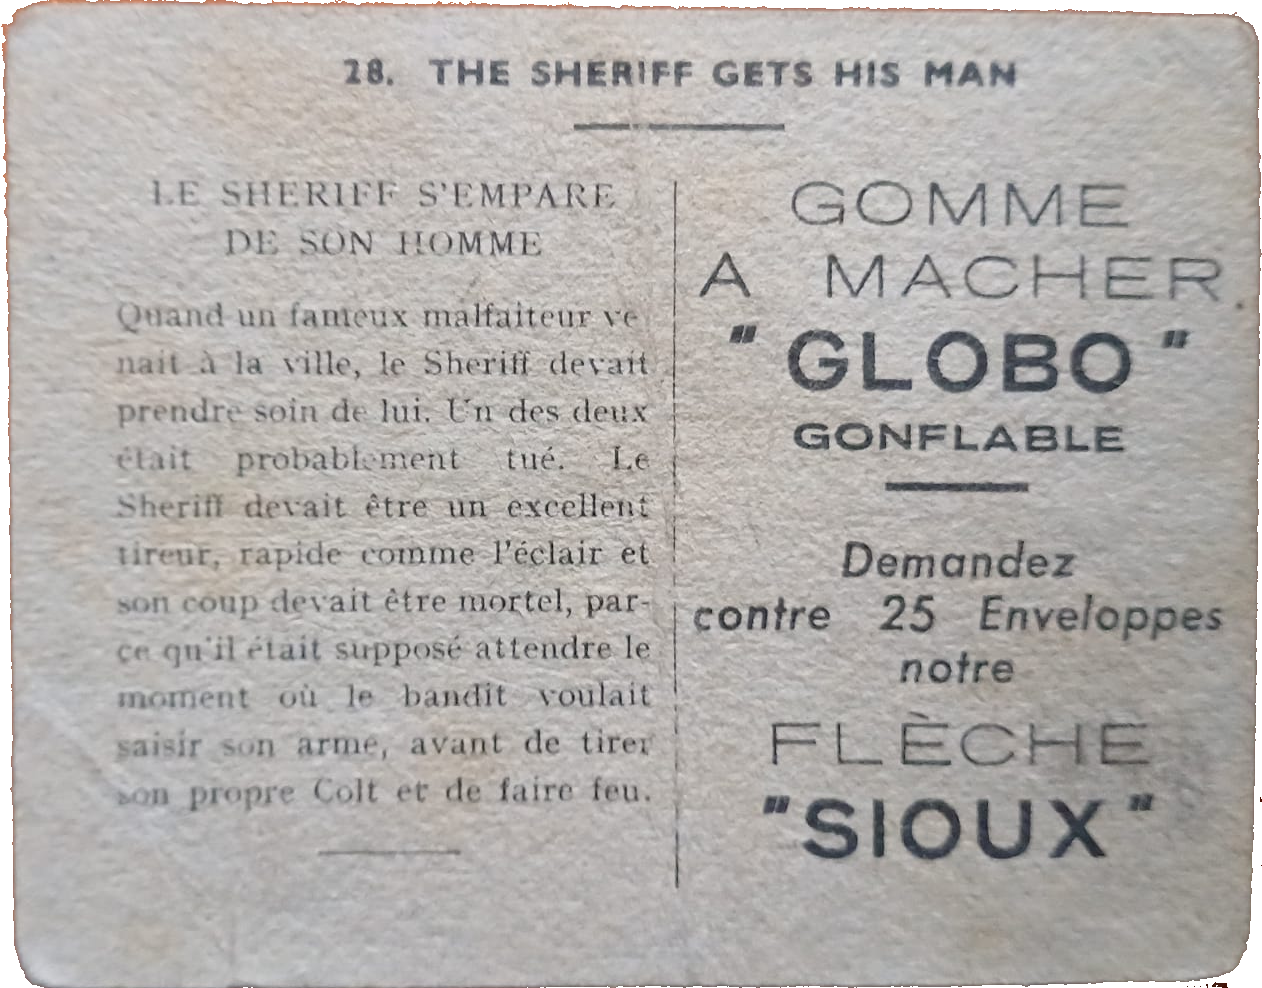 28. THE SHERIFF GETS HIS MAN
LE SHERIFF S'EMPARE
DE SON HOMME
Quand un fameux malfaiteur ve
nait à la ville, le Sheriff devait
prendre soin de lui. Un des deux
était probablement tué. Le
Sheriff devait être un excellent
tireur, rapide comme l'éclair et
son coup devait être mortel, par-
ce qu'il était supposé attendre le
moment où le bandit voulait
saisir son arme, avant de tirer
son propre Colt et de faire feu.
GOMME
A MACHER
"GLOBO"
GONFLABLE
Demandez
contre 25 Enveloppes
notre
FLÈCHE
"SIOUX"